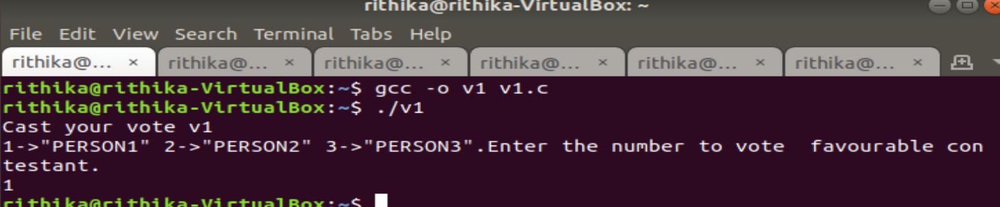 rithika@rithika-VirtualBox: ~
File Edit View Search Terminal Tabs Help
rithika@... × rithika@... × rithika@... × rithika@... × rithika@... × rithika@... ×
rithika@rithika-VirtualBox:~$ gcc -o v1 v1.c
rithika@rithika-VirtualBox:~$ ./v1
Cast your vote v1
1->"PERSON1" 2->"PERSON2" 3->"PERSON3".Enter the number to vote  favourable con
testant.
1
rithika@rithika-VirtualBox:~$